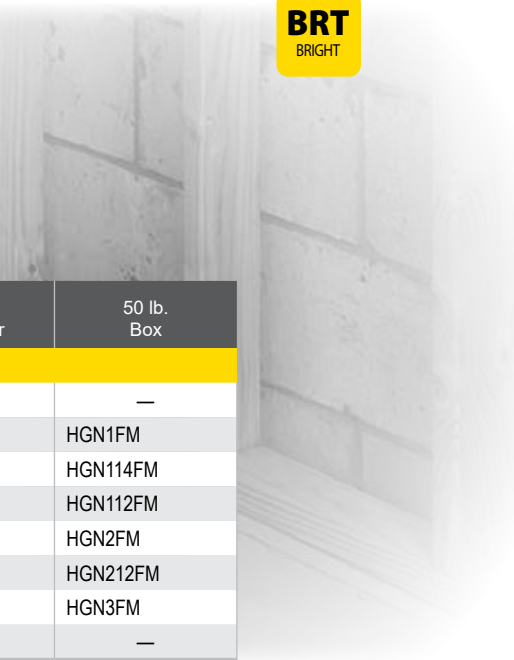 BRT
BRIGHT
r
50 lb.
Box
—
HGN1FM
HGN114FM
HGN112FM
HGN2FM
HGN212FM
HGN3FM
—